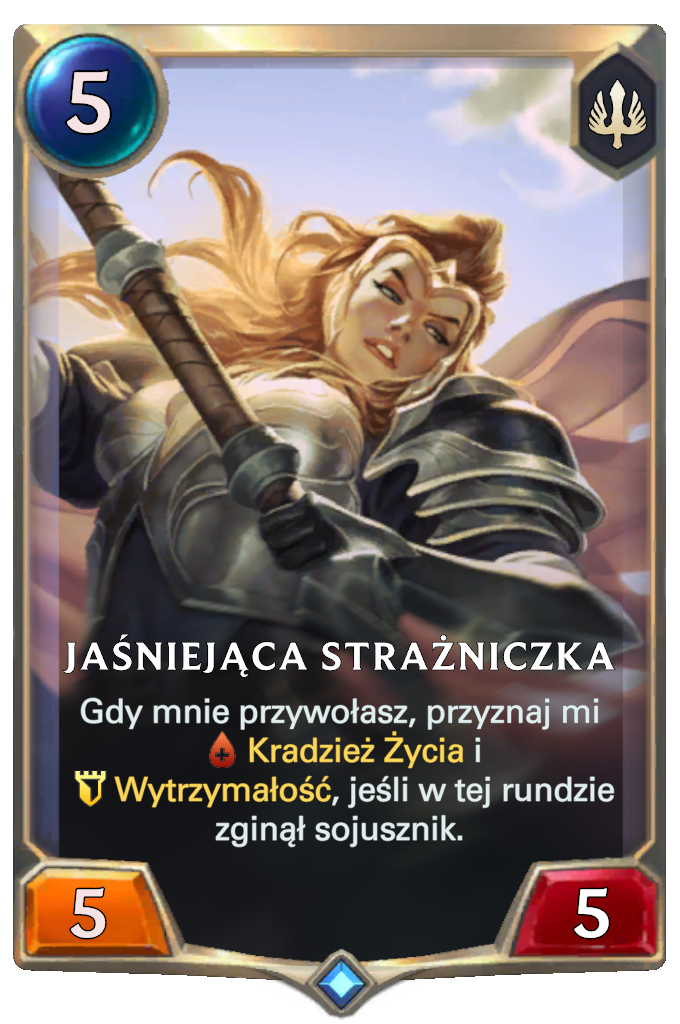 5
JAŚNIEJĄCA STRAŻNICZKA
Gdy mnie przywołasz, przyznaj mi
Kradzież Życia i
Wytrzymałość, jeśli w tej rundzie
zginął sojusznik.
5
5